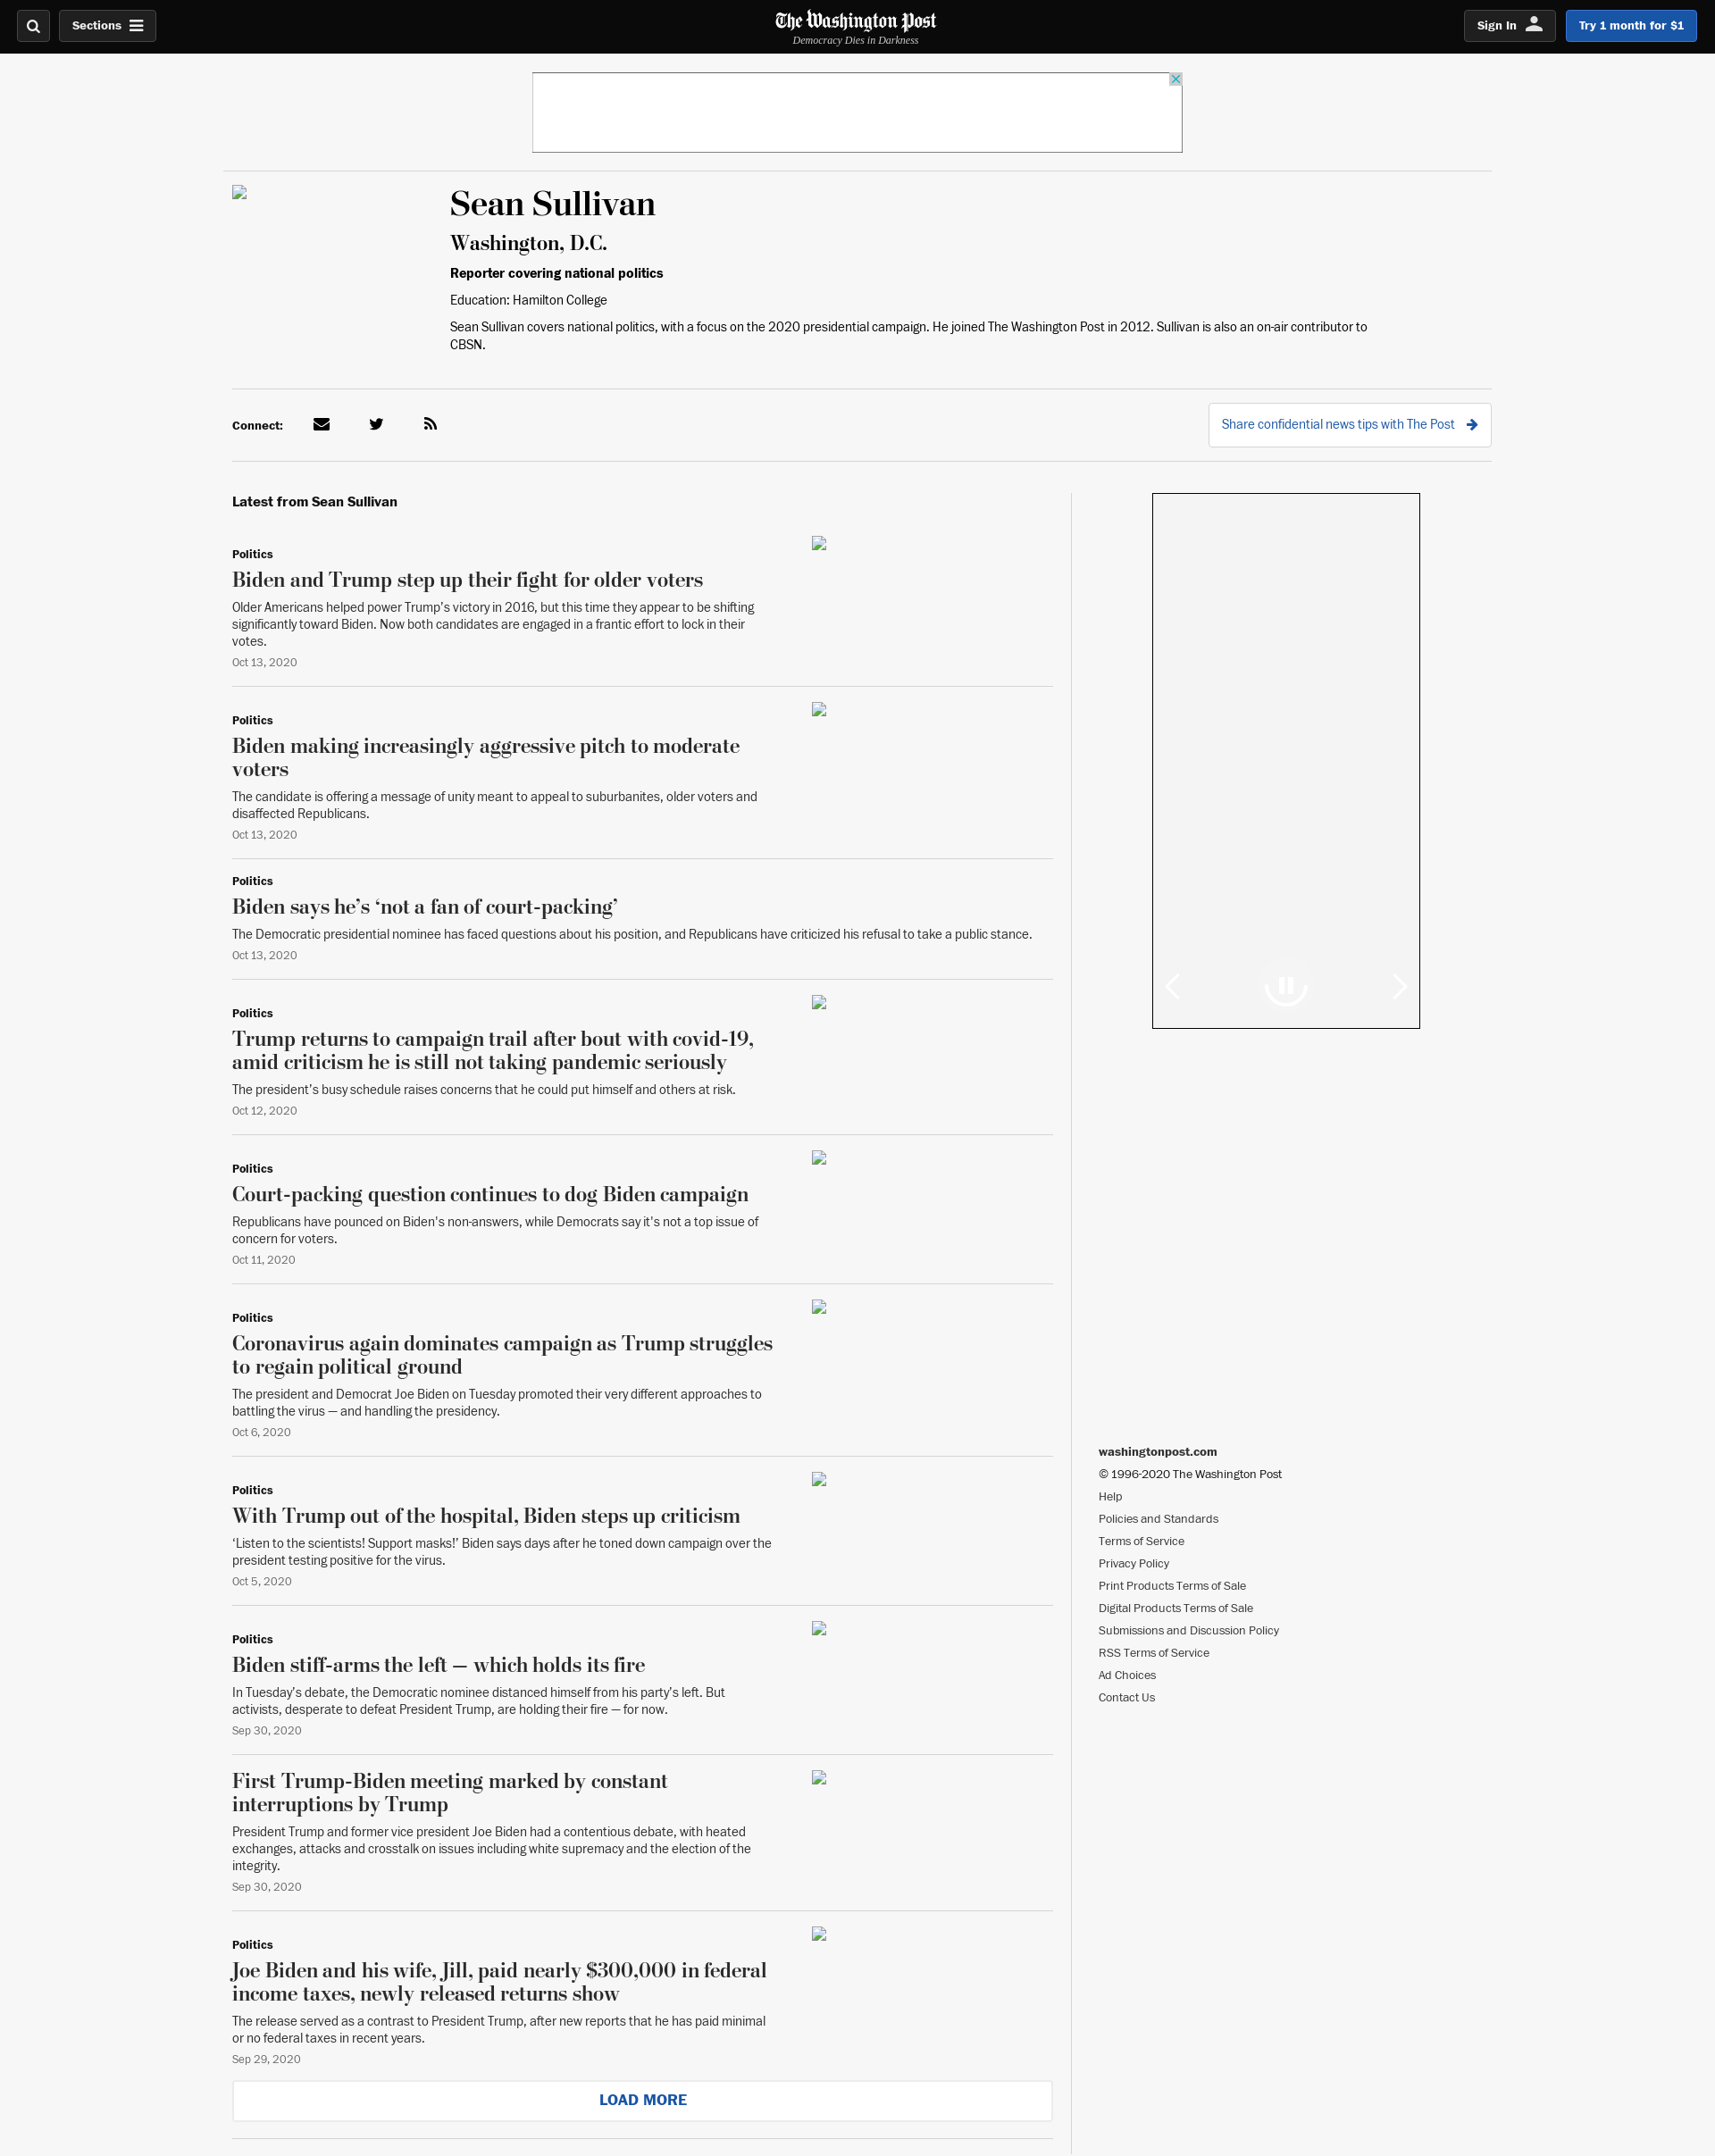 Sections
The Washington Post
Democracy Dies in Darkness
Sign In
Try 1 month for $1
Sean Sullivan
Washington, D.C.
Reporter covering national politics
Education: Hamilton College
Sean Sullivan covers national politics, with a focus on the 2020 presidential campaign. He joined The Washington Post in 2012. Sullivan is also an on-air contributor to
CBSN.
Connect:
Share confidential news tips with The Post
Latest from Sean Sullivan
Politics
Biden and Trump step up their fight for older voters
Older Americans helped power Trump’s victory in 2016, but this time they appear to be shifting
significantly toward Biden. Now both candidates are engaged in a frantic effort to lock in their
votes.
Oct 13, 2020
Politics
Biden making increasingly aggressive pitch to moderate
voters
The candidate is offering a message of unity meant to appeal to suburbanites, older voters and
disaffected Republicans.
Oct 13, 2020
Politics
Biden says he’s ‘not a fan of court-packing’
The Democratic presidential nominee has faced questions about his position, and Republicans have criticized his refusal to take a public stance.
Oct 13, 2020
Politics
Trump returns to campaign trail after bout with covid-19,
amid criticism he is still not taking pandemic seriously
The president’s busy schedule raises concerns that he could put himself and others at risk.
Oct 12, 2020
Politics
Court-packing question continues to dog Biden campaign
Republicans have pounced on Biden's non-answers, while Democrats say it's not a top issue of
concern for voters.
Oct 11, 2020
Politics
Coronavirus again dominates campaign as Trump struggles
to regain political ground
The president and Democrat Joe Biden on Tuesday promoted their very different approaches to
battling the virus — and handling the presidency.
Oct 6, 2020
Politics
With Trump out of the hospital, Biden steps up criticism
‘Listen to the scientists! Support masks!’ Biden says days after he toned down campaign over the
president testing positive for the virus.
Oct 5, 2020
Politics
Biden stiff-arms the left — which holds its fire
In Tuesday’s debate, the Democratic nominee distanced himself from his party’s left. But
activists, desperate to defeat President Trump, are holding their fire — for now.
Sep 30, 2020
First Trump-Biden meeting marked by constant
interruptions by Trump
President Trump and former vice president Joe Biden had a contentious debate, with heated
exchanges, attacks and crosstalk on issues including white supremacy and the election of the
integrity.
Sep 30, 2020
Politics
Joe Biden and his wife, Jill, paid nearly $300,000 in federal
income taxes, newly released returns show
The release served as a contrast to President Trump, after new reports that he has paid minimal
or no federal taxes in recent years.
Sep 29, 2020
LOAD MORE
washingtonpost.com
© 1996-2020 The Washington Post
Help
Policies and Standards
Terms of Service
Privacy Policy
Print Products Terms of Sale
Digital Products Terms of Sale
Submissions and Discussion Policy
RSS Terms of Service
Ad Choices
Contact Us